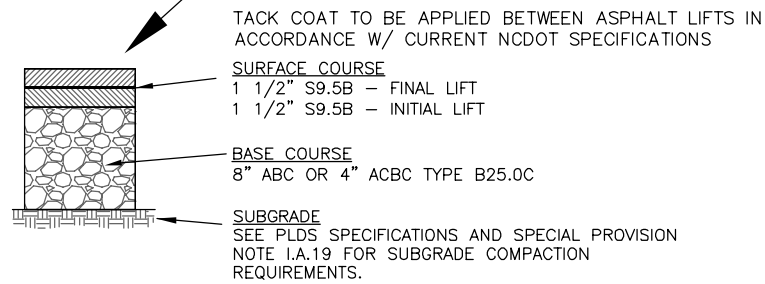 TACK COAT TO BE APPLIED BETWEEN ASPHALT LIFTS IN
ACCORDANCE W/ CURRENT NCDOT SPECIFICATIONS
SURFACE COURSE
1 1/2" S9.5B – FINAL LIFT
1 1/2" S9.5B – INITIAL LIFT
BASE COURSE
8" ABC OR 4" ACBC TYPE B25.0C
SUBGRADE
SEE PLDS SPECIFICATIONS AND SPECIAL PROVISION
NOTE I.A.19 FOR SUBGRADE COMPACTION
REQUIREMENTS.